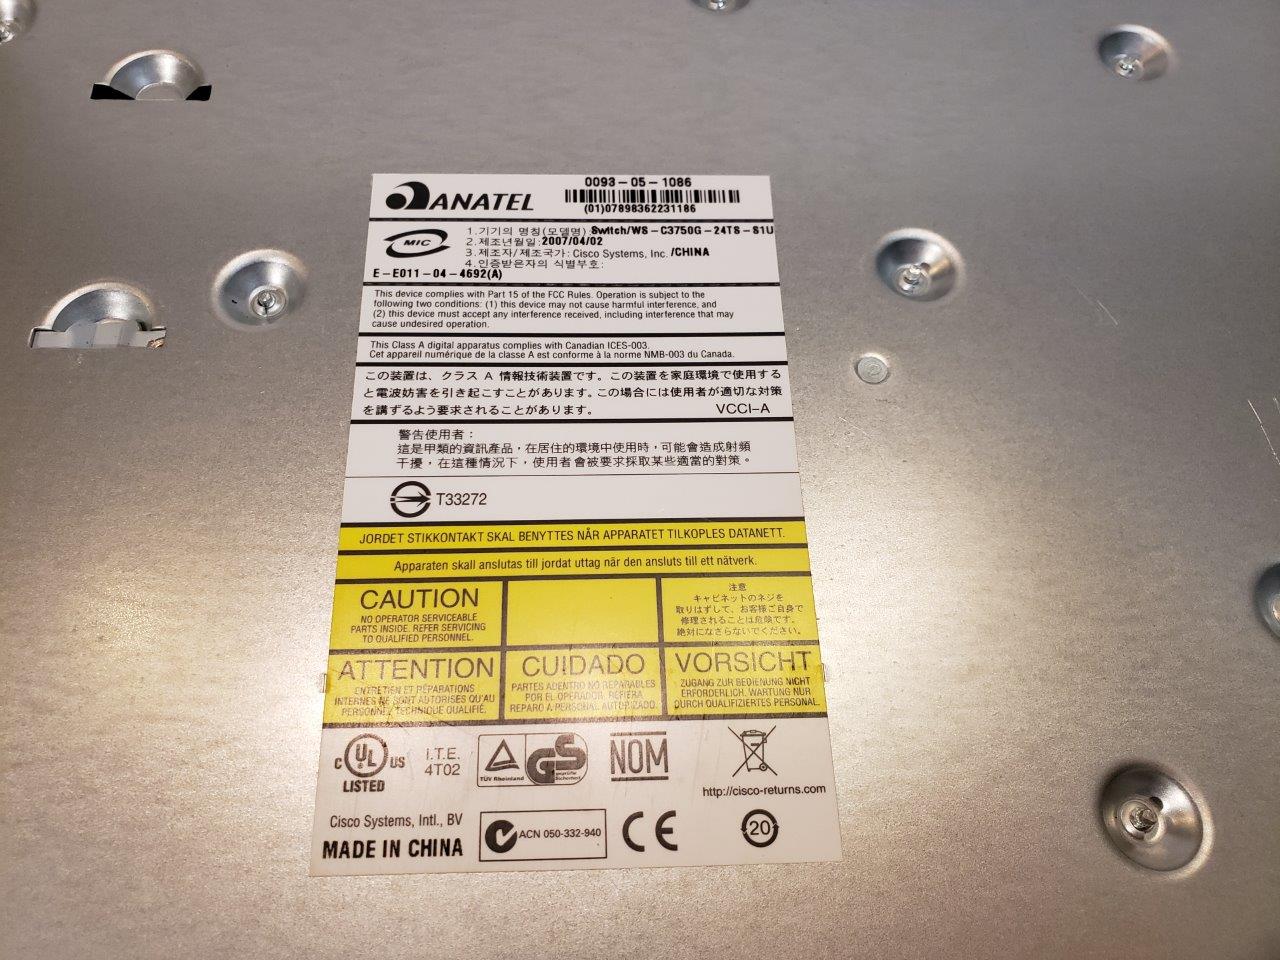 ANATEL
0093-05-1086
(01)07898362231186
MIC
1.기기의 명칭(모델명):Switch/WS-C3750G-24TS-S1U
2.제조년월일:2007/04/02
3.제조자/제조국가: Cisco Systems, Inc./CHINA
4.인증받은자의 식별부호:
E-E011-04-4692(A)
This device complies with Part 15 of the FCC Rules. Operation is subject to the
following two conditions: (1) this device may not cause harmful interference, and
(2) this device must accept any interference received, including interference that may
cause undesired operation.
This Class A digital apparatus complies with Canadian ICES-003.
Cet appareil numérique de la classe A est conforme à la norme NMB-003 du Canada.
この装置は、クラス A 情報技術装置です。この装置を家庭環境で使用する
と電波妨害を引き起こすことがあります。この場合には使用者が適切な対策
を講ずるよう要求されることがあります。 VCCI-A
警告使用者：
這是甲類的資訊產品，在居住的環境中使用時，可能會造成射頻
干擾，在這種情況下，使用者會被要求採取某些適當的對策。
T33272
JORDET STIKKONTAKT SKAL BENYTTES NÅR APPARATET TILKOPLES DATANETT.
Apparaten skall anslutas till jordat uttag när den ansluts till ett nätverk.
CAUTION
NO OPERATOR SERVICEABLE
PARTS INSIDE. REFER SERVICING
TO QUALIFIED PERSONNEL.
注意
キャビネットのネジを
取りはずして、お客様ご自身で
修理されることは危険です。
絶対になさらないでください。
ATTENTION
ENTRETIEN ET RÉPARATIONS
INTERNES NE SONT AUTORISÉS QU'AU
PERSONNEL TECHNIQUE QUALIFIÉ.
CUIDADO
PARTES ADENTRO NO REPARABLES
POR EL OPERADOR. REFIERA
REPARO A PERSONAL AUTORIZADO.
VORSICHT
ZUGANG ZUR BEDIENUNG NICHT
ERFORDERLICH. WARTUNG NUR
DURCH QUALIFIZIERTES PERSONAL.
C UL US
LISTED
I.T.E.
4T02
TÜV Rheinland
GS
geprüfte
Sicherheit
NOM
http://cisco-returns.com
Cisco Systems, Intl., BV
MADE IN CHINA
ACN 050-332-940
CE
20